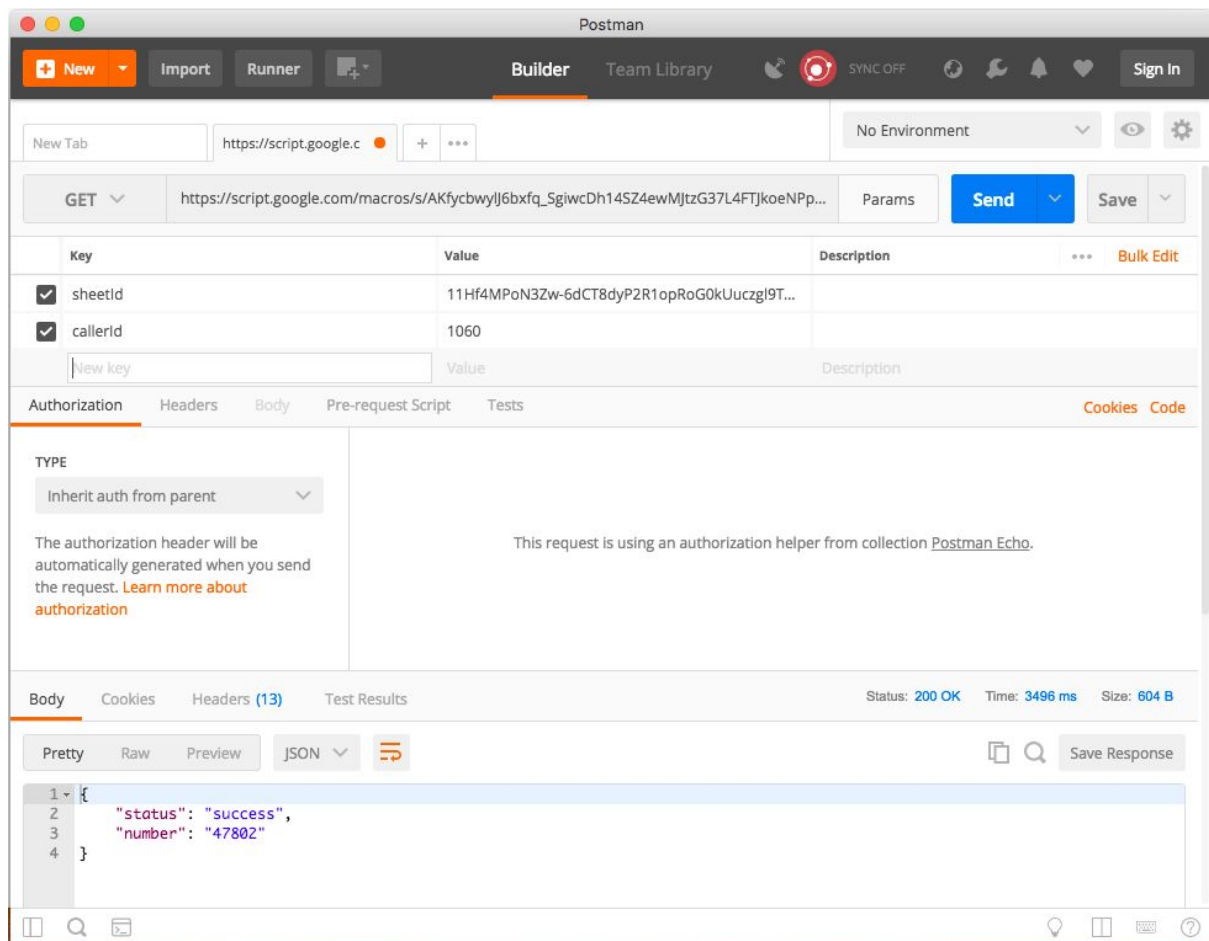 Postman
New Import Runner Builder Team Library SYNC OFF Sign In
New Tab https://script.google.c + ••• No Environment
GET https://script.google.com/macros/s/AKfycbwylJ6bxfq_SgiwcDh14SZ4ewMJtzG37L4FTJkoeNPp... Params Send Save
Key Value Description ••• Bulk Edit
sheetId 11Hf4MPoN3Zw-6dCT8dyP2R1opRoG0kUuczgl9T...
callerId 1060
New key Value Description
Authorization Headers Body Pre-request Script Tests Cookies Code
TYPE
Inherit auth from parent
The authorization header will be
automatically generated when you send
the request. Learn more about
authorization
This request is using an authorization helper from collection Postman Echo.
Body Cookies Headers (13) Test Results Status: 200 OK Time: 3496 ms Size: 604 B
Pretty Raw Preview JSON Save Response
1 {
2 "status": "success",
3 "number": "47802"
4 }